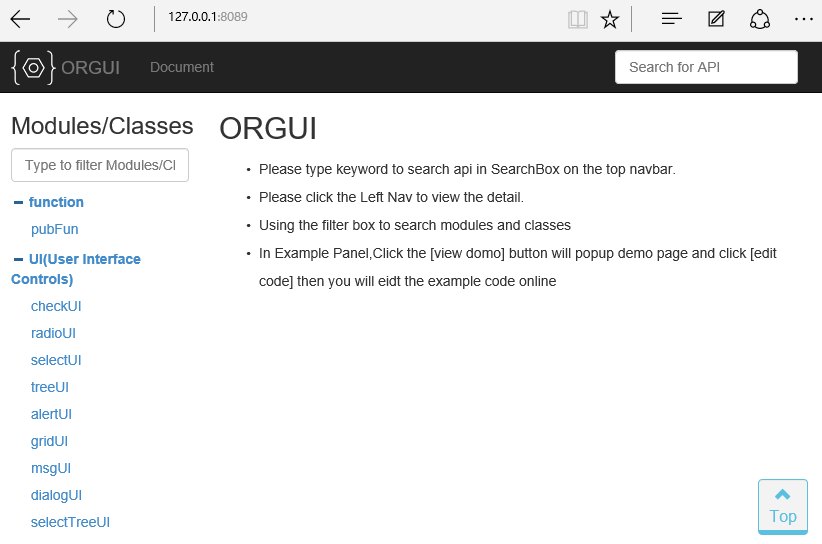 127.0.0.1:8089
ORGUI
Document
Search for API
Modules/Classes
Type to filter Modules/Cl
function
pubFun
UI(User Interface
Controls)
checkUI
radioUI
selectUI
treeUI
alertUI
gridUI
msgUI
dialogUI
selectTreeUI
ORGUI
• Please type keyword to search api in SearchBox on the top navbar.
• Please click the Left Nav to view the detail.
• Using the filter box to search modules and classes
• In Example Panel,Click the [view domo] button will popup demo page and click [edit
code] then you will eidt the example code online
Top